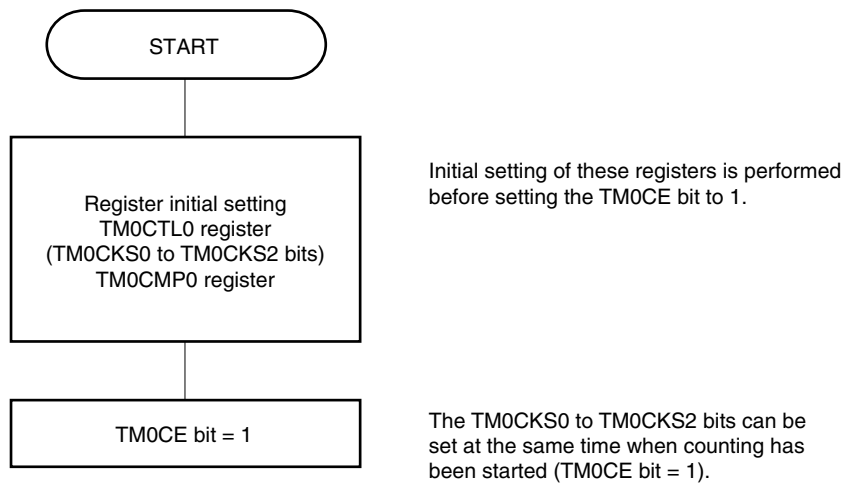 START
Register initial setting
TM0CTL0 register
(TM0CKS0 to TM0CKS2 bits)
TM0CMP0 register
Initial setting of these registers is performed
before setting the TM0CE bit to 1.
TM0CE bit = 1
The TM0CKS0 to TM0CKS2 bits can be
set at the same time when counting has
been started (TM0CE bit = 1).